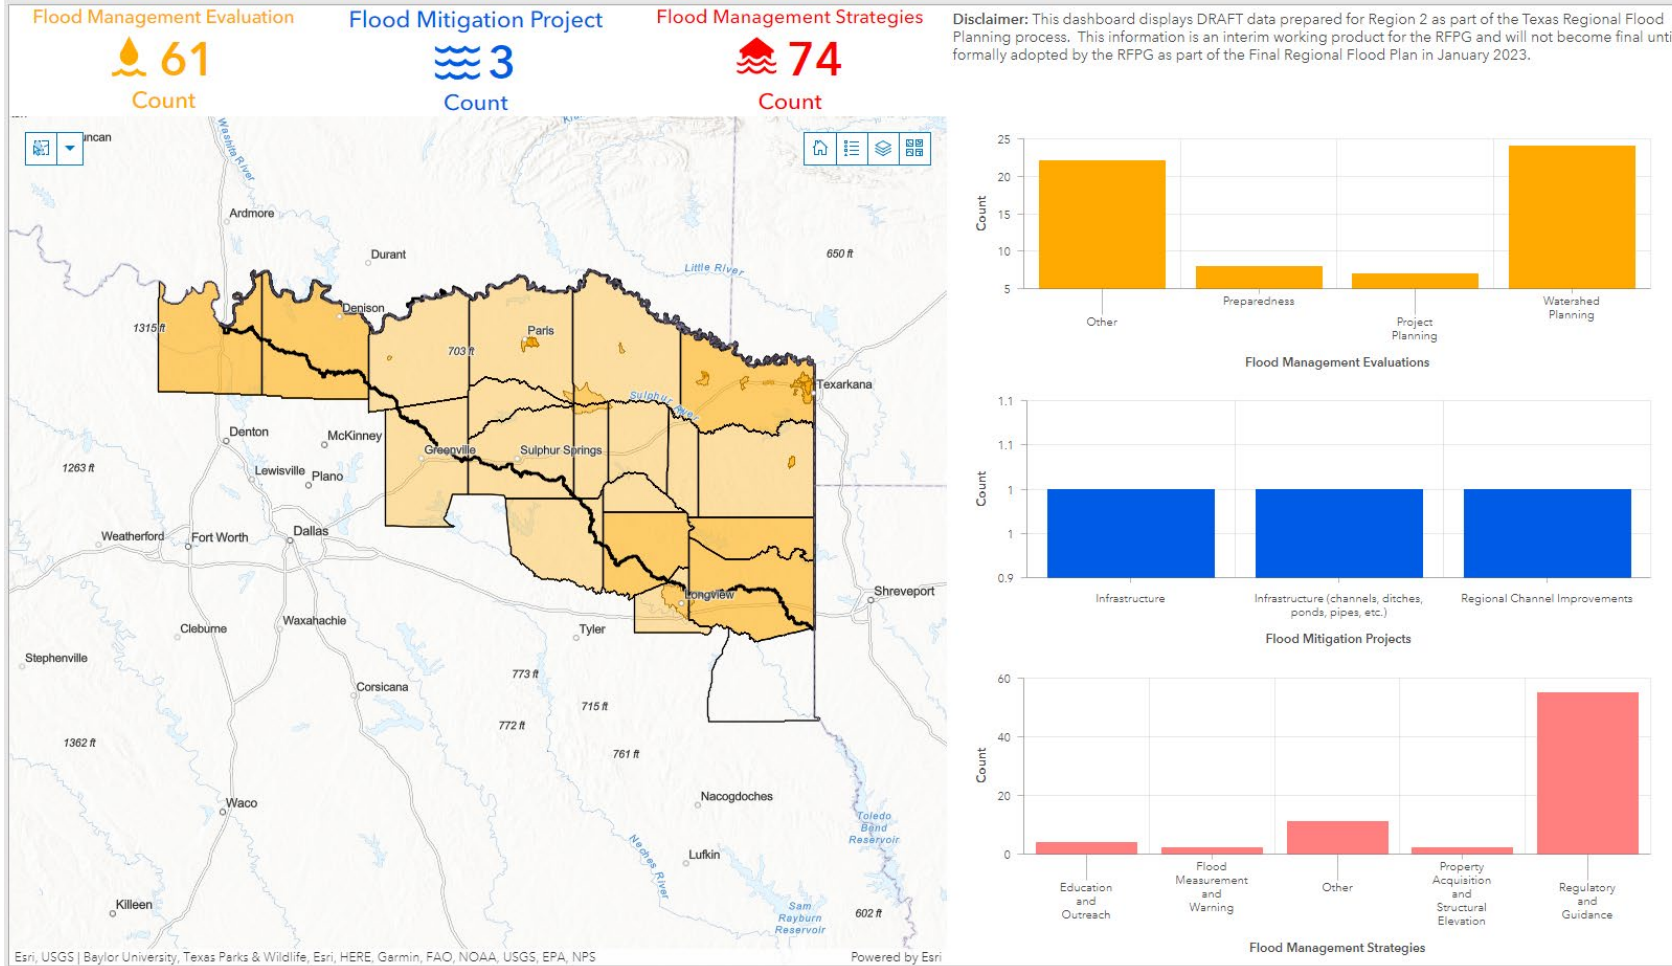 Flood Management Evaluation
61
Count
Flood Mitigation Project
3
Count
Flood Management Strategies
74
Count
Disclaimer: This dashboard displays DRAFT data prepared for Region 2 as part of the Texas Regional Flood
Planning process. This information is an interim working product for the RFPG and will not become final unti
formally adopted by the RFPG as part of the Final Regional Flood Plan in January 2023.
uncan
Washita River
Ardmore
Durant
650 ft
Little River
Denison
1315 ft
Paris
703 ft
Texarkana
Sulphur River
Denton
McKinney
Greenville
Sulphur Springs
1263 ft
Lewisville
Plano
Weatherford
Fort Worth
Dallas
Longview
Shreveport
Cleburne
Waxahachie
Tyler
Stephenville
773 ft
Corsicana
715 ft
772 ft
1362 ft
761 ft
Waco
Nacogdoches
Toledo
Bend
Reservoir
Neches River
Lufkin
Killeen
Sam
Rayburn
Reservoir
602 ft
Esri, USGS | Baylor University, Texas Parks & Wildlife, Esri, HERE, Garmin, FAO, NOAA, USGS, EPA, NPS
Powered by Esri
25
20
15
10
5
Count
Other
Preparedness
Project
Planning
Watershed
Planning
Flood Management Evaluations
1.1
1.1
1
1
0.9
Count
Infrastructure
Infrastructure (channels, ditches,
ponds, pipes, etc.)
Regional Channel Improvements
Flood Mitigation Projects
60
40
20
0
Count
Education
and
Outreach
Flood
Measurement
and
Warning
Other
Property
Acquisition
and
Structural
Elevation
Regulatory
and
Guidance
Flood Management Strategies